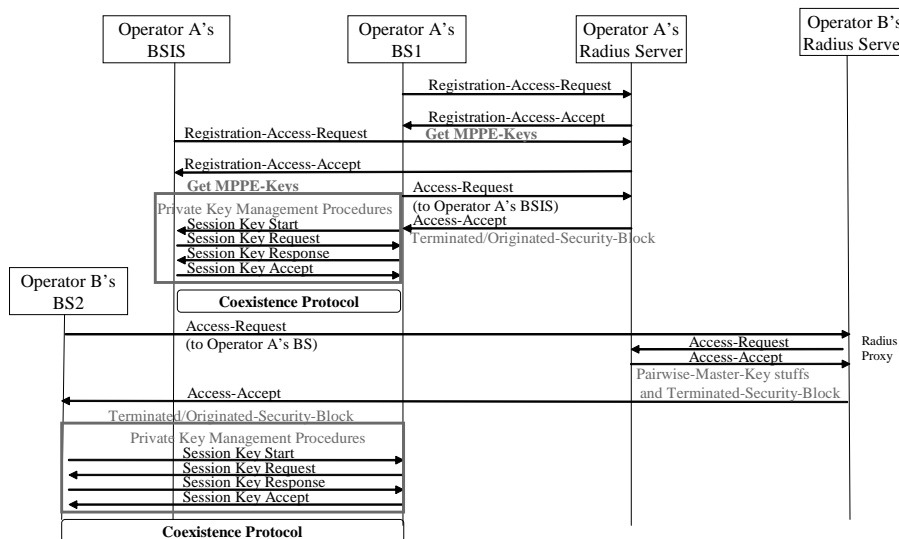 Operator A's
BSIS
Operator A's
BS1
Operator A's
Radius Server
Operator B's
Radius Serve
Registration-Access-Request
Registration-Access-Accept
Registration-Access-Request
Get MPPE-Keys
Registration-Access-Accept
Get MPPE-Keys
Access-Request
(to Operator A's BSIS)
Private Key Management Procedures
Access-Accept
Session Key Start
Terminated/Originated-Security-Block
Session Key Request
Session Key Response
Session Key Accept
Operator B's
BS2
Coexistence Protocol
Access-Request
(to Operator A's BS)
Access-Request
Radius
Proxy
Access-Accept
Pairwise-Master-Key stuffs
and Terminated-Security-Block
Access-Accept
Terminated/Originated-Security-Block
Private Key Management Procedures
Session Key Start
Session Key Request
Session Key Response
Session Key Accept
Coexistence Protocol